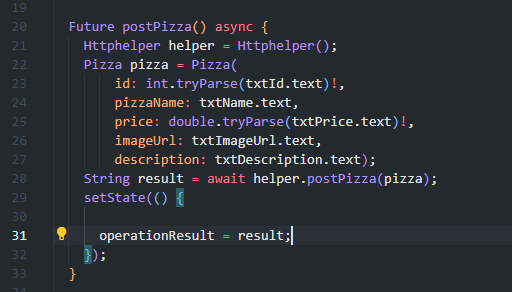 19
20 Future postPizza() async {
21 Httphelper helper = Httphelper();
22 Pizza pizza = Pizza(
23 id: int.tryParse(txtId.text)!,
24 pizzaName: txtName.text,
25 price: double.tryParse(txtPrice.text)!,
26 imageUrl: txtImageUrl.text,
27 description: txtDescription.text);
28 String result = await helper.postPizza(pizza);
29 setState(() {
30
31 operationResult = result;
32 });
33 }